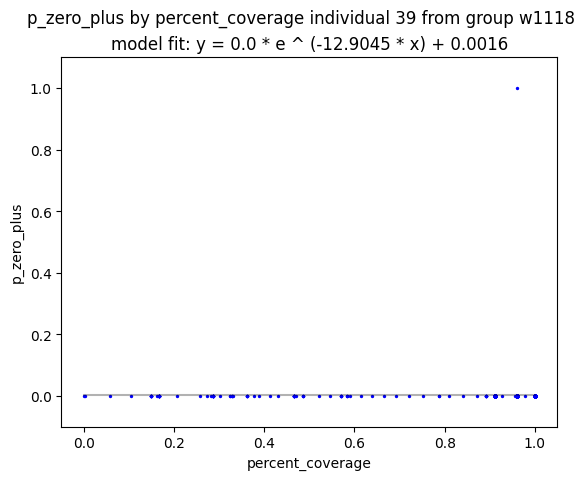 p_zero_plus by percent_coverage individual 39 from group w1118
model fit: y = 0.0 * e ^ (-12.9045 * x) + 0.0016
1.0
0.8
0.6
0.4
0.2
0.0
p_zero_plus
0.0 0.2 0.4 0.6 0.8 1.0
percent_coverage